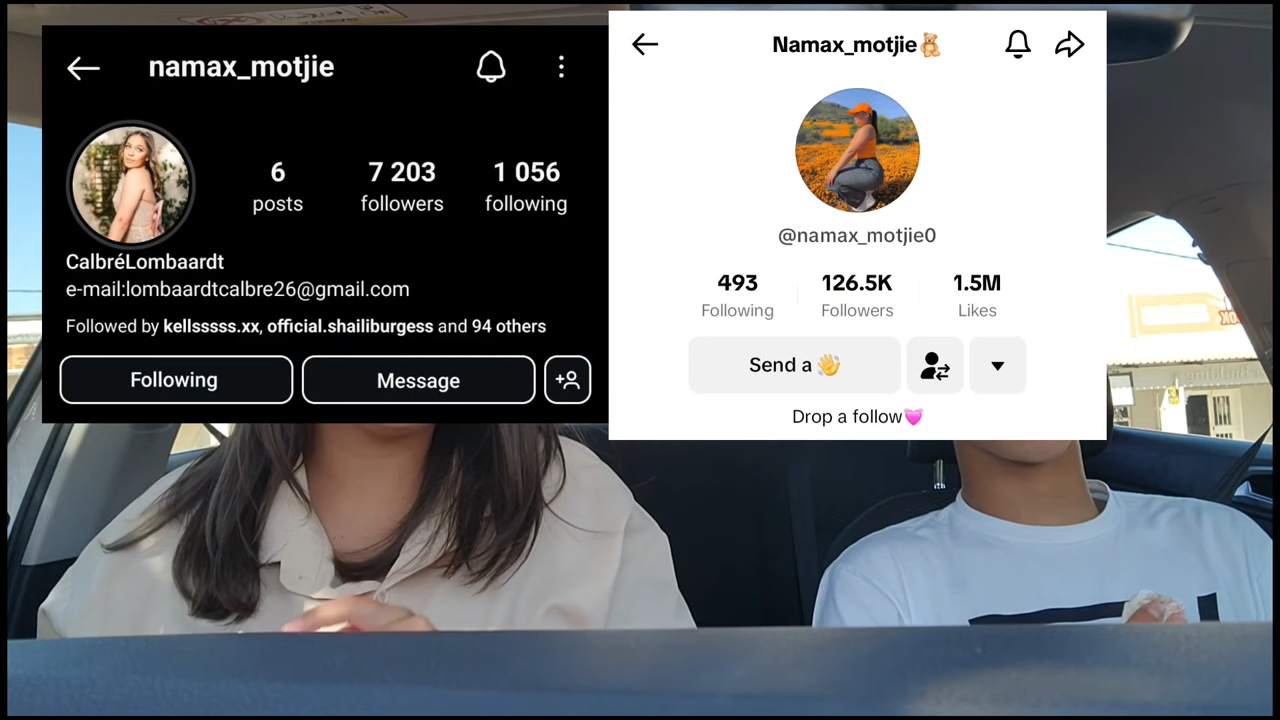 namax_motjie
6
7 203
1 056
posts
followers
following
CalbréLombaardt
e-mail:lombaardtcalbre26@gmail.com
Followed by kellsssss.xx, official.shailiburgess and 94 others
Following
Message
Namax_motjie🧸
@namax_motjie0
493
126.5K
1.5M
Following
Followers
Likes
Send a 👋
Drop a follow💓